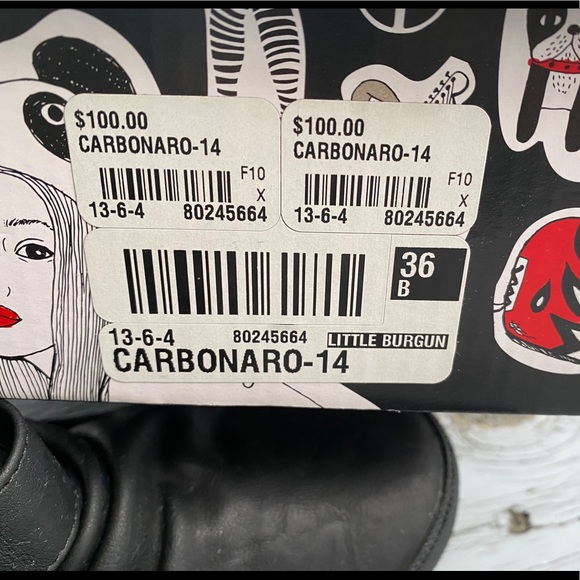 $100.00
CARBONARO-14
F10
X
13-6-4 80245664
$100.00
CARBONARO-14
F10
X
13-6-4 80245664
36
B
13-6-4 80245664 LITTLE BURGUN
CARBONARO-14